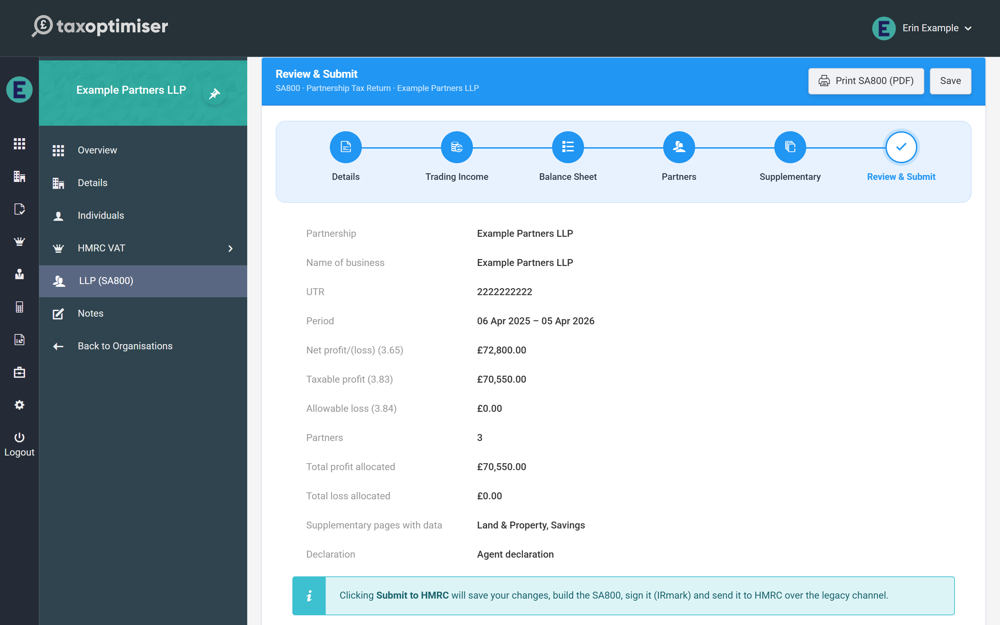 taxoptimiser
Erin Example
Example Partners LLP
Overview
Details
Individuals
HMRC VAT
LLP (SA800)
Notes
Back to Organisations
Logout
Review & Submit
SA800 · Partnership Tax Return · Example Partners LLP
Print SA800 (PDF)
Save
Details
Trading Income
Balance Sheet
Partners
Supplementary
Review & Submit
Partnership Example Partners LLP
Name of business Example Partners LLP
UTR 2222222222
Period 06 Apr 2025 – 05 Apr 2026
Net profit/(loss) (3.65) £72,800.00
Taxable profit (3.83) £70,550.00
Allowable loss (3.84) £0.00
Partners 3
Total profit allocated £70,550.00
Total loss allocated £0.00
Supplementary pages with data Land & Property, Savings
Declaration Agent declaration
Clicking Submit to HMRC will save your changes, build the SA800, sign it (IRmark) and send it to HMRC over the legacy channel.